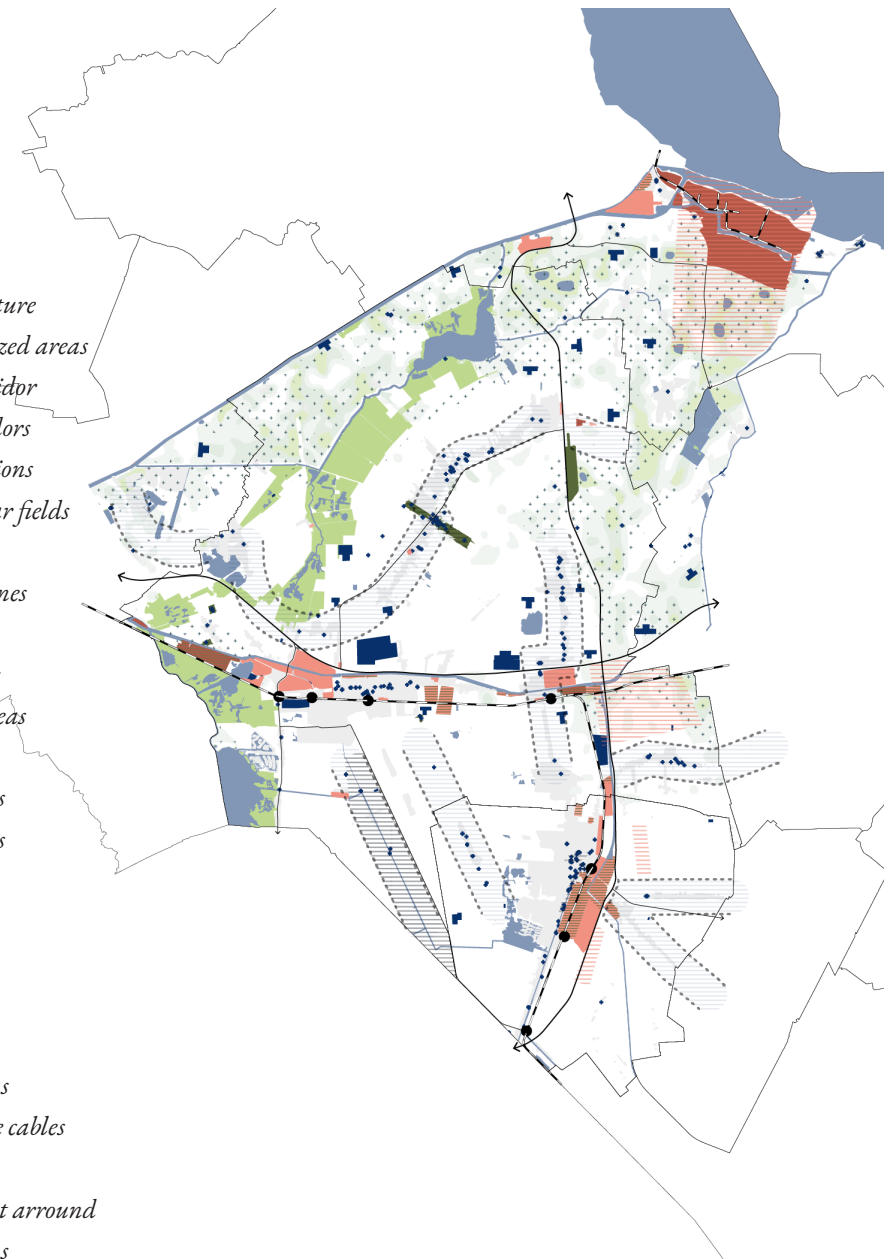 ture
zed areas
idor
lors
ions
r fields
nes
eas
s
s
s
e cables
t arround
s